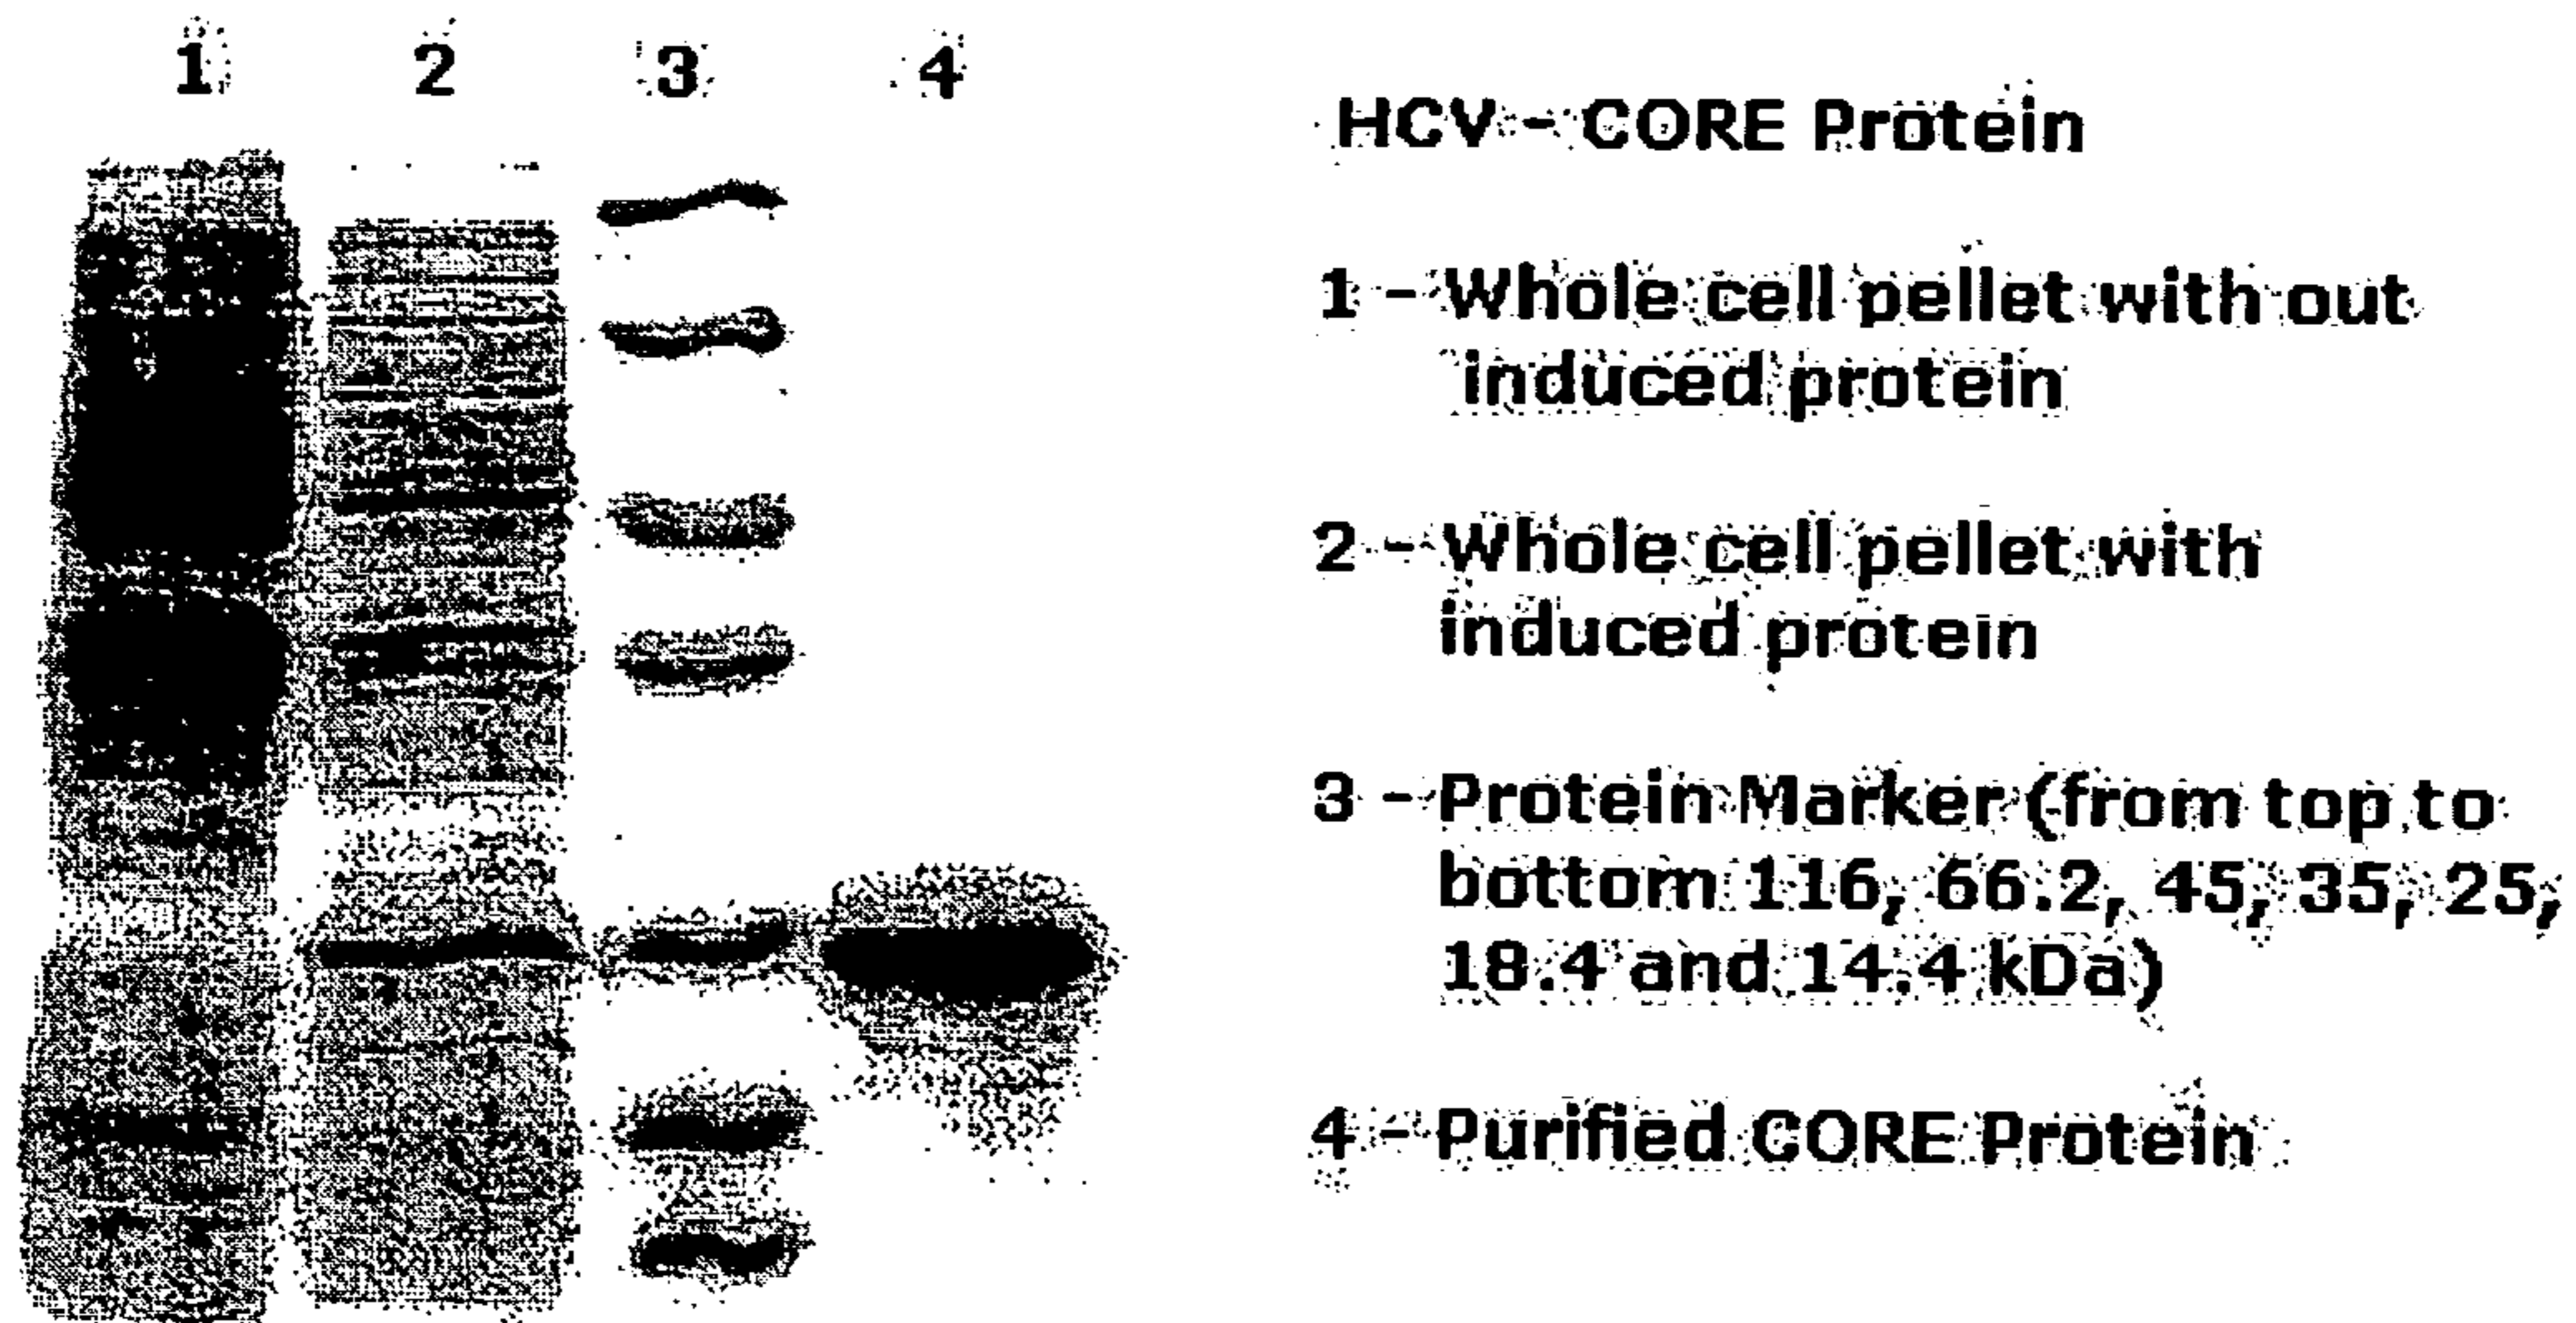 1 2 3 4
HCV - CORE Protein
1 - Whole cell pellet with out
induced protein
2 - Whole cell pellet with
induced protein
3 - Protein Marker (from top to
bottom 116, 66.2, 45, 35, 25,
18.4 and 14.4 kDa)
4 - Purified CORE Protein